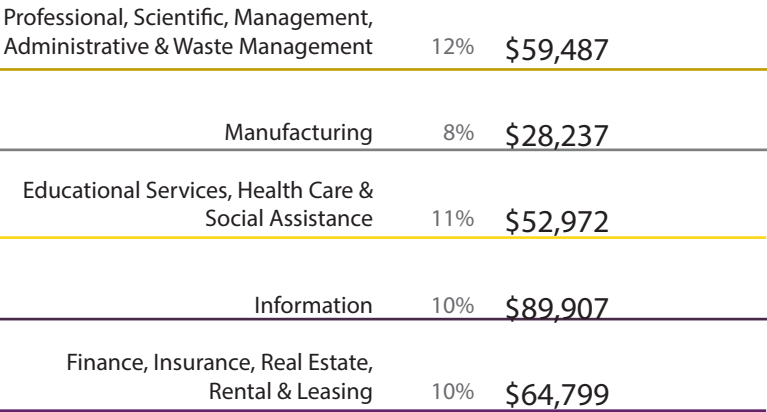 Professional, Scientific, Management,
Administrative & Waste Management 12% $59,487
Manufacturing 8% $28,237
Educational Services, Health Care &
Social Assistance 11% $52,972
Information 10% $89,907
Finance, Insurance, Real Estate,
Rental & Leasing 10% $64,799